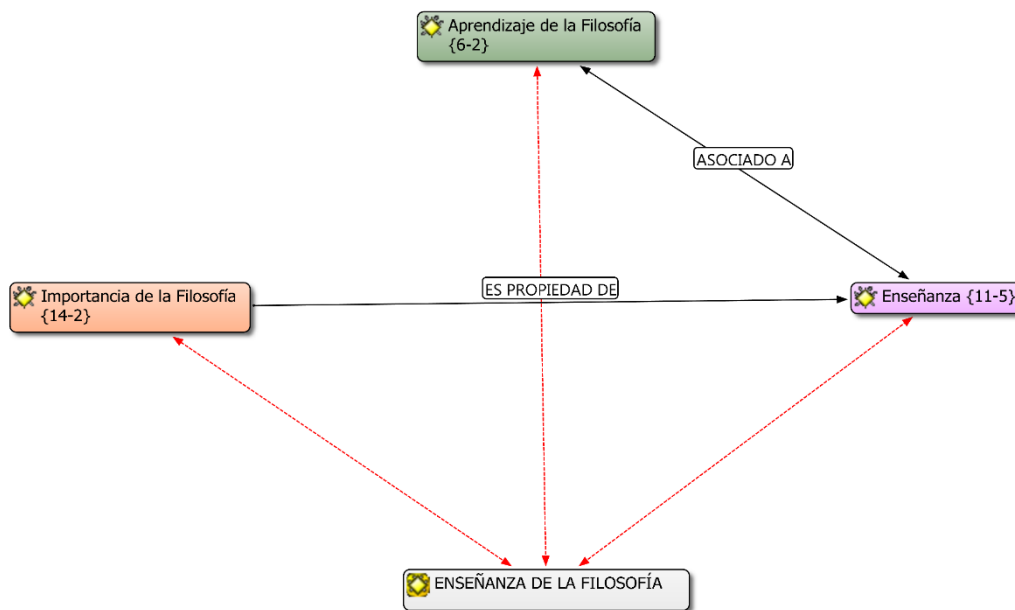 Aprendizaje de la Filosofía
{6-2}
ASOCIADO A
Importancia de la Filosofía
{14-2}
ES PROPIEDAD DE
Enseñanza {11-5}
ENSEÑANZA DE LA FILOSOFÍA